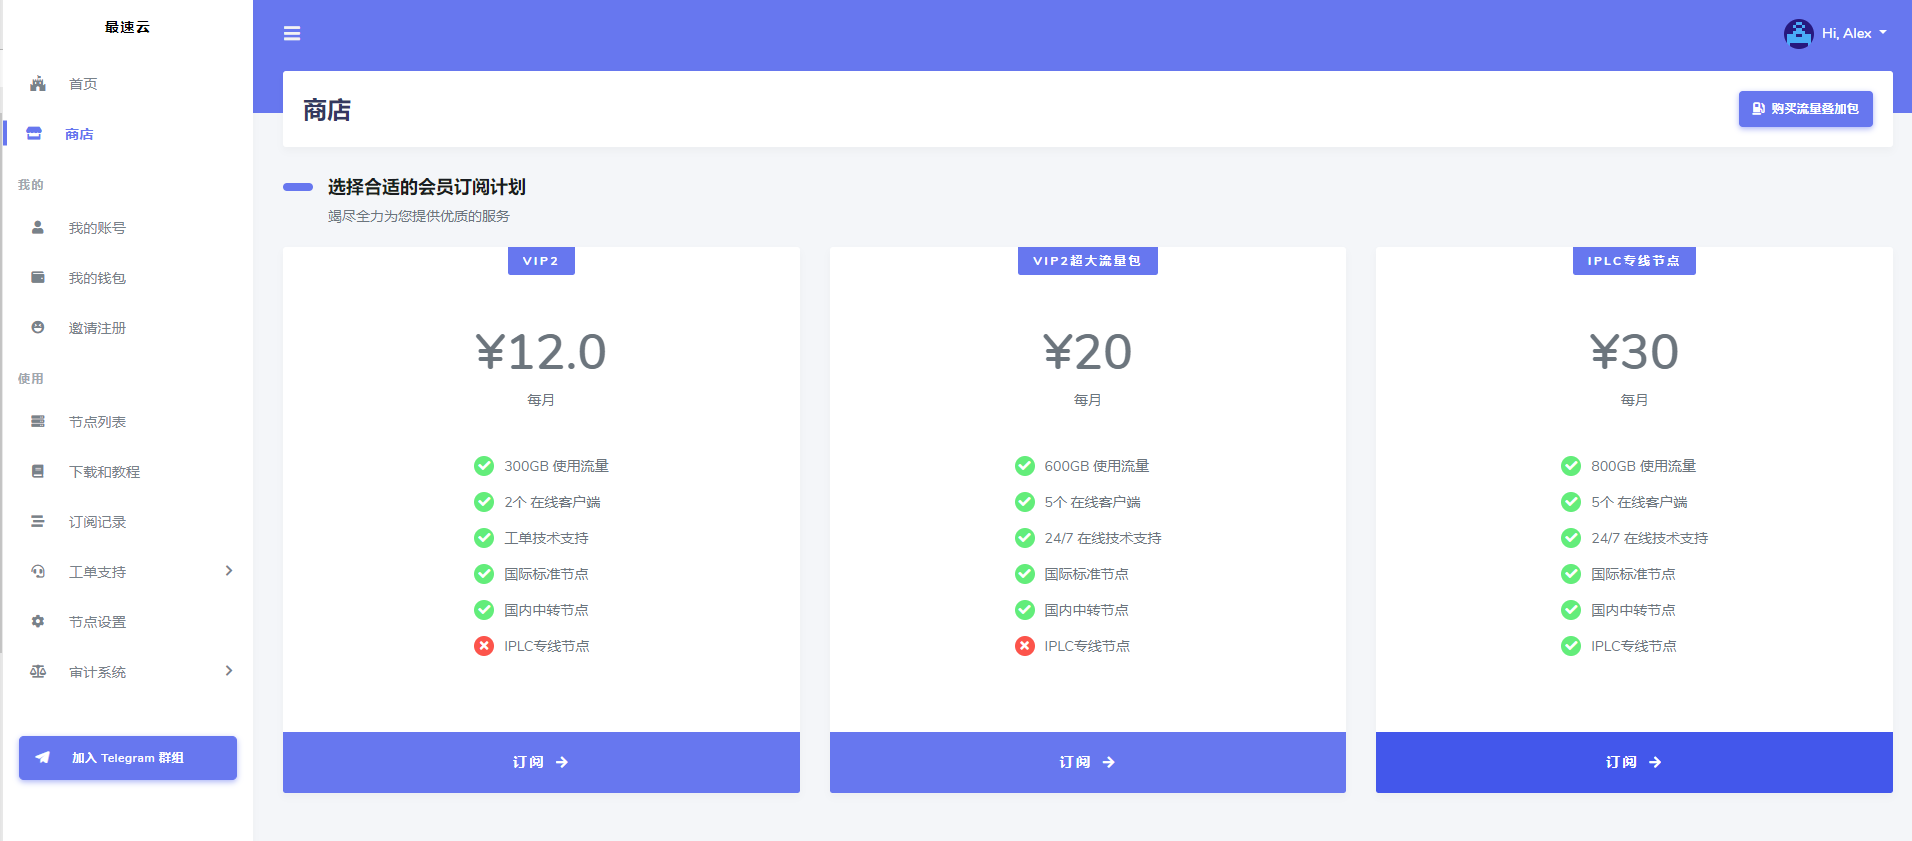 最速云
首页
商店
我的
我的账号
我的钱包
邀请注册
使用
节点列表
下载和教程
订阅记录
工单支持
节点设置
审计系统
加入 Telegram 群组
Hi, Alex
商店
购买流量叠加包
选择合适的会员订阅计划
竭尽全力为您提供优质的服务
VIP2
¥12.0
每月
300GB 使用流量
2个 在线客户端
工单技术支持
国际标准节点
国内中转节点
IPLC专线节点
订阅
VIP2超大流量包
¥20
每月
600GB 使用流量
5个 在线客户端
24/7 在线技术支持
国际标准节点
国内中转节点
IPLC专线节点
订阅
IPLC专线节点
¥30
每月
800GB 使用流量
5个 在线客户端
24/7 在线技术支持
国际标准节点
国内中转节点
IPLC专线节点
订阅